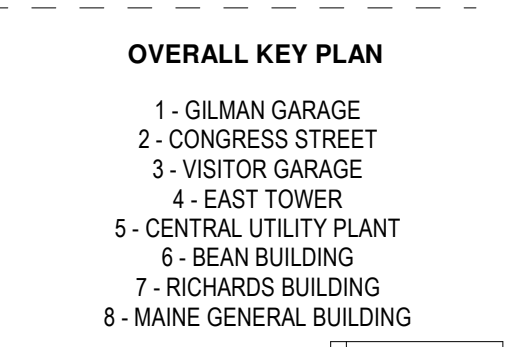 OVERALL KEY PLAN
1 - GILMAN GARAGE
2 - CONGRESS STREET
3 - VISITOR GARAGE
4 - EAST TOWER
5 - CENTRAL UTILITY PLANT
6 - BEAN BUILDING
7 - RICHARDS BUILDING
8 - MAINE GENERAL BUILDING